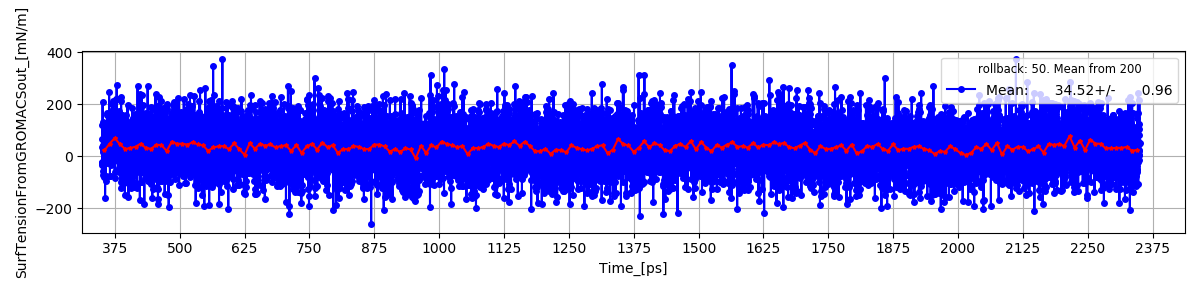 SurfTensionFromGROMACSout_[mN/m]
400
200
0
−200
rollback: 50. Mean from 200
Mean: 34.52+/- 0.96
375 500 625 750 875 1000 1125 1250 1375 1500 1625 1750 1875 2000 2125 2250 2375
Time_[ps]